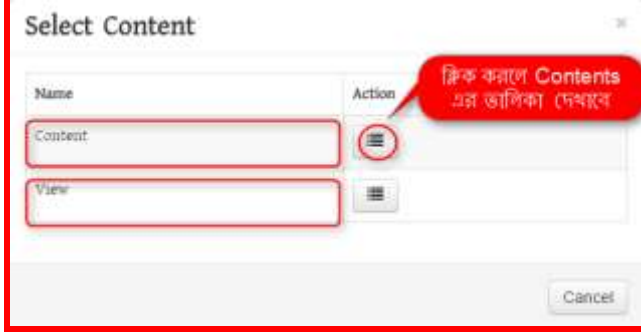 Select Content
×
ক্লিক করলে Contents
এর তালিকা দেখাবে
Name Action
Content
View
Cancel